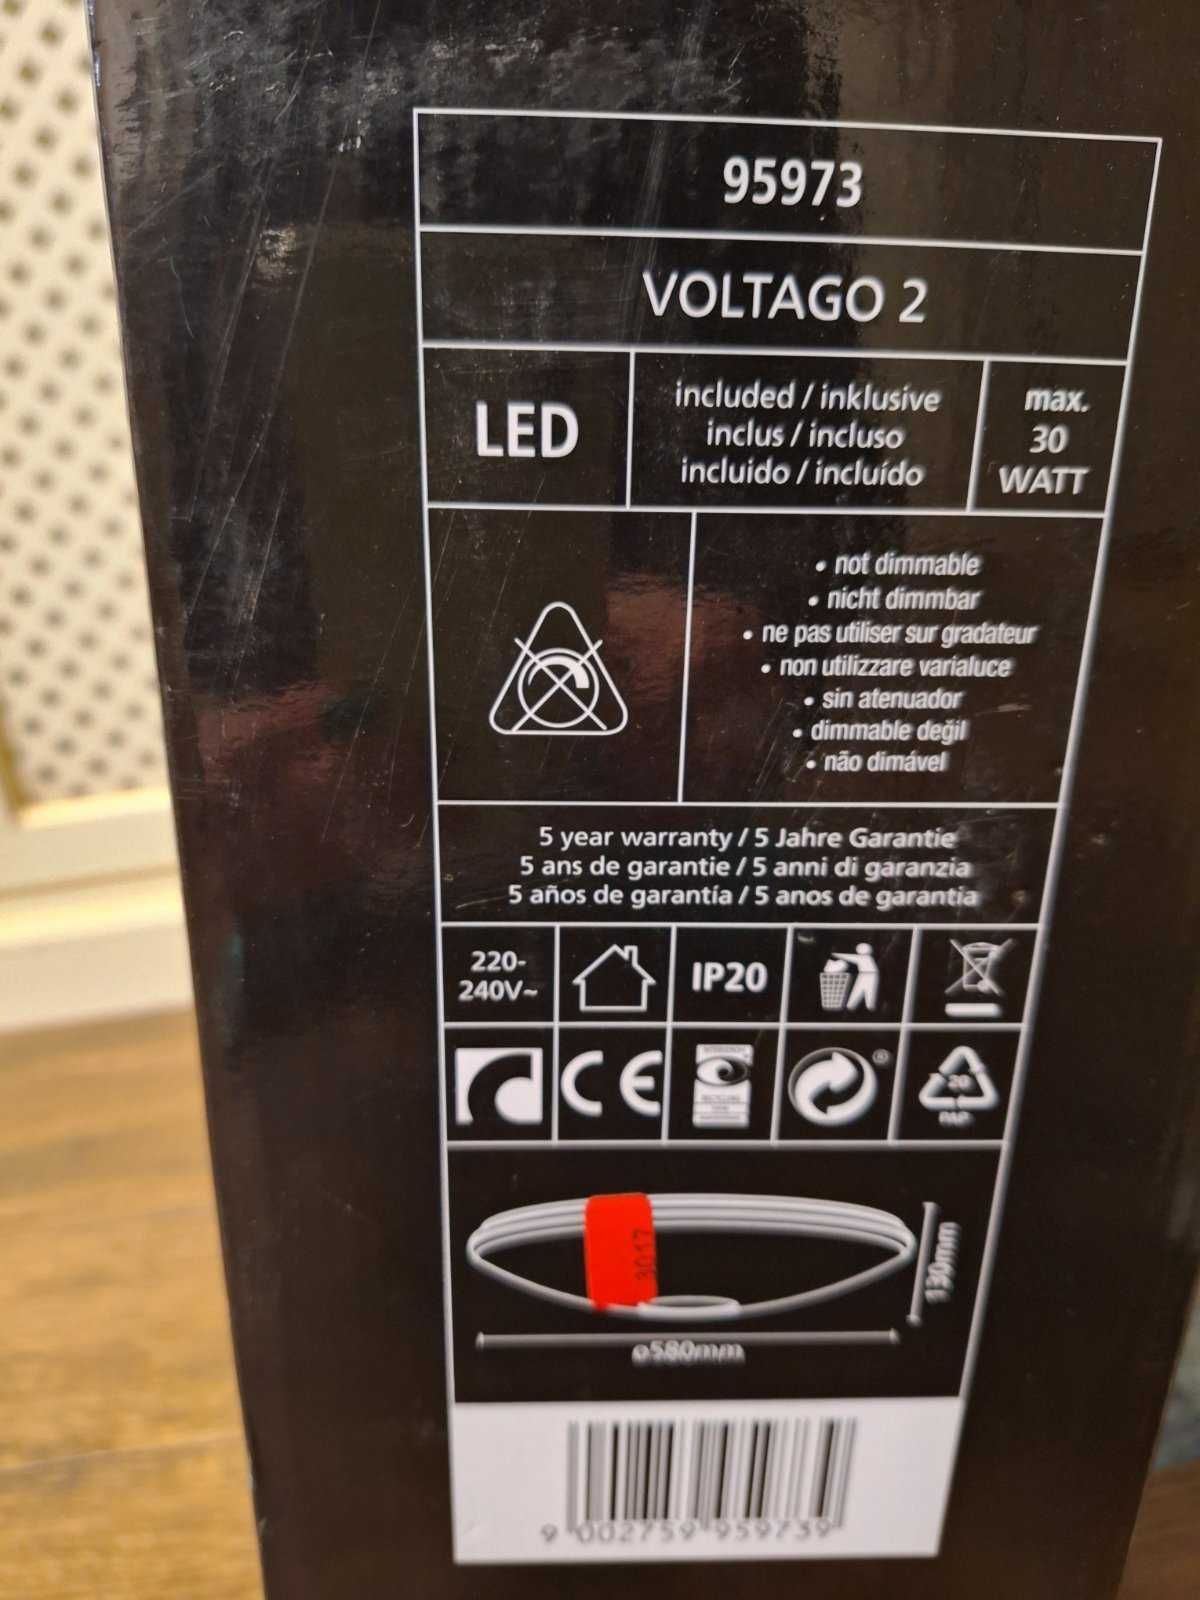 95973
VOLTAGO 2
LED
included / inklusive
inclus / incluso
incluido / incluído
max.
30
WATT
• not dimmable
• nicht dimmbar
• ne pas utiliser sur gradateur
• non utilizzare varialuce
• sin atenuador
• dimmable değil
• não dimável
5 year warranty / 5 Jahre Garantie
5 ans de garantie / 5 anni di garanzia
5 años de garantía / 5 anos de garantia
220-
240V~
IP20
CE
®
20
PAP
3017
130mm
ø580mm
9 002759 959739